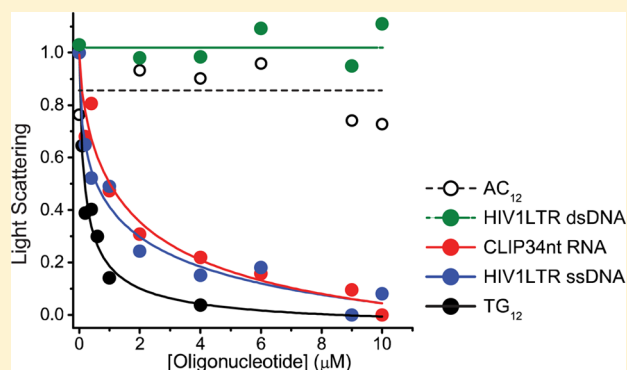 1.0
0.8
0.6
0.4
0.2
0.0
Light Scattering
0 2 4 6 8 10
[Oligonucleotide] (μM)
AC₁₂
HIV1LTR dsDNA
CLIP34nt RNA
HIV1LTR ssDNA
TG₁₂